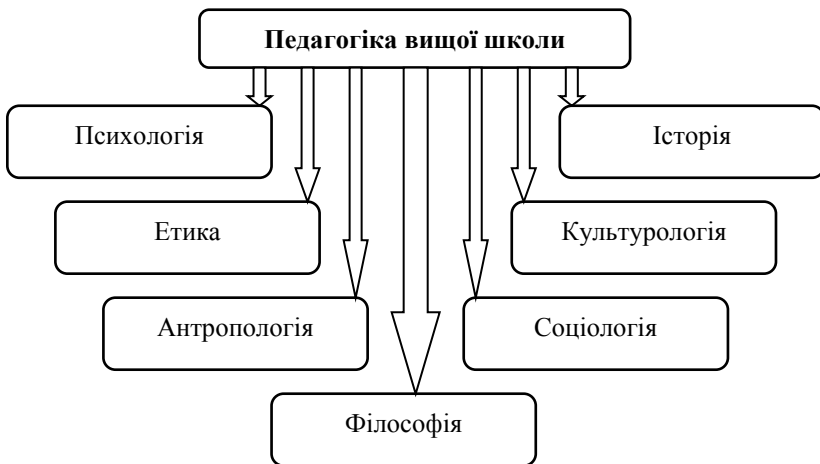 Педагогіка вищої школи
Психологія
Історія
Етика
Культурологія
Антропологія
Соціологія
Філософія